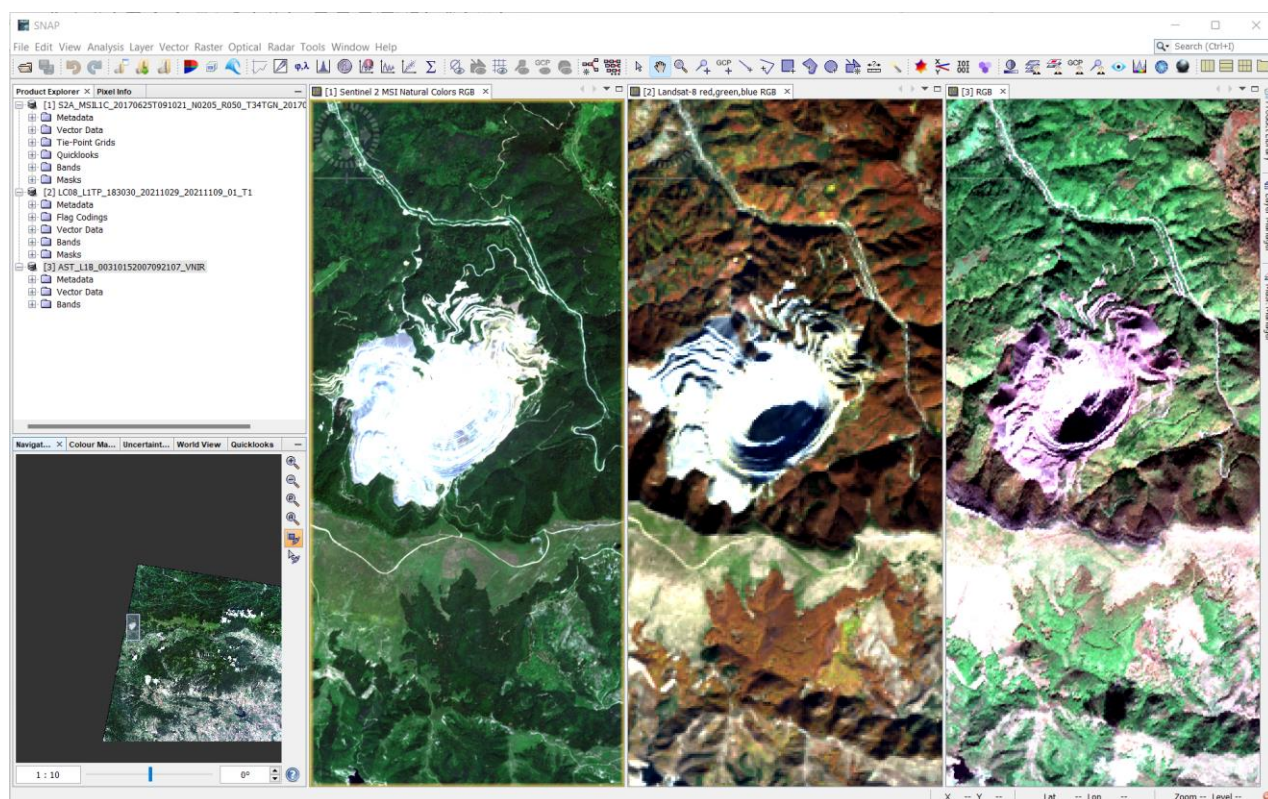 SNAP
File Edit View Analysis Layer Vector Raster Optical Radar Tools Window Help
Search (Ctrl+I)
Product Explorer × Pixel Info
[1] Sentinel 2 MSI Natural Colors RGB ×
[2] Landsat-8 red,green,blue RGB ×
[3] RGB ×
[1] S2A_MSIL1C_20170625T091021_N0205_R050_T34TGN_20170
Metadata
Vector Data
Tie-Point Grids
Quicklooks
Bands
Masks
[2] LC08_L1TP_183030_20211029_20211109_01_T1
Metadata
Flag Codings
Vector Data
Bands
Masks
[3] AST_L1B_00310152007092107_VNIR
Metadata
Vector Data
Bands
Navigat... × Colour Ma... Uncertaint... World View Quicklooks
1 : 10
0°
X -- Y -- Lat -- Lon -- Zoom -- Level --